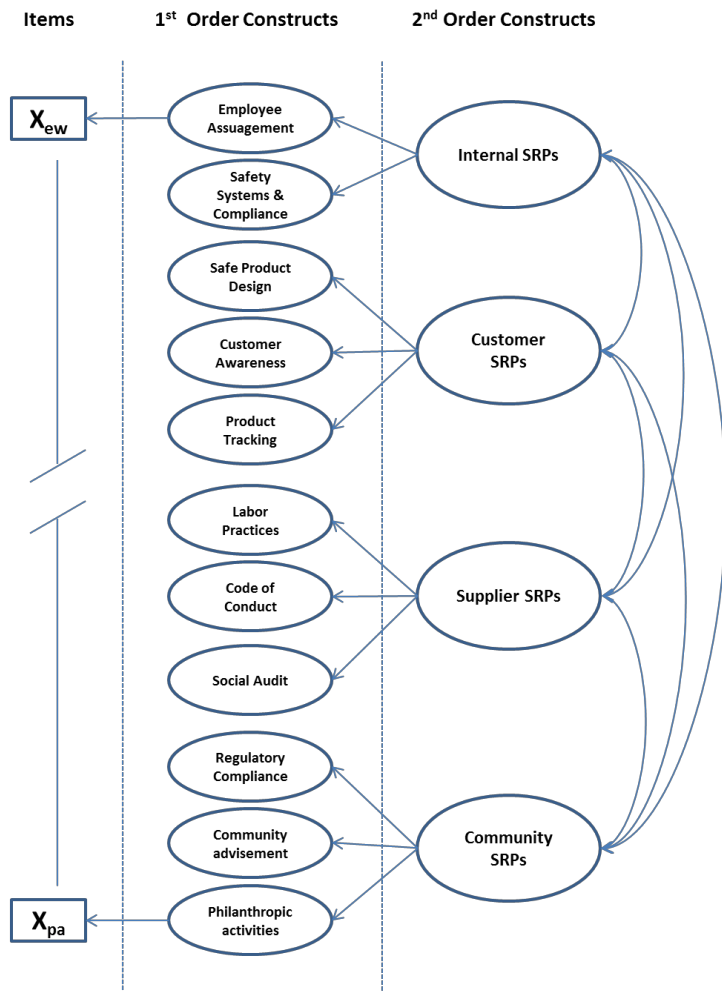 Items
1st Order Constructs
2nd Order Constructs
Xew
Employee
Assuagement
Safety
Systems &
Compliance
Internal SRPs
Safe Product
Design
Customer
Awareness
Product
Tracking
Customer
SRPs
Labor
Practices
Code of
Conduct
Social Audit
Supplier SRPs
Regulatory
Compliance
Community
advisement
Philanthropic
activities
Community
SRPs
Xpa